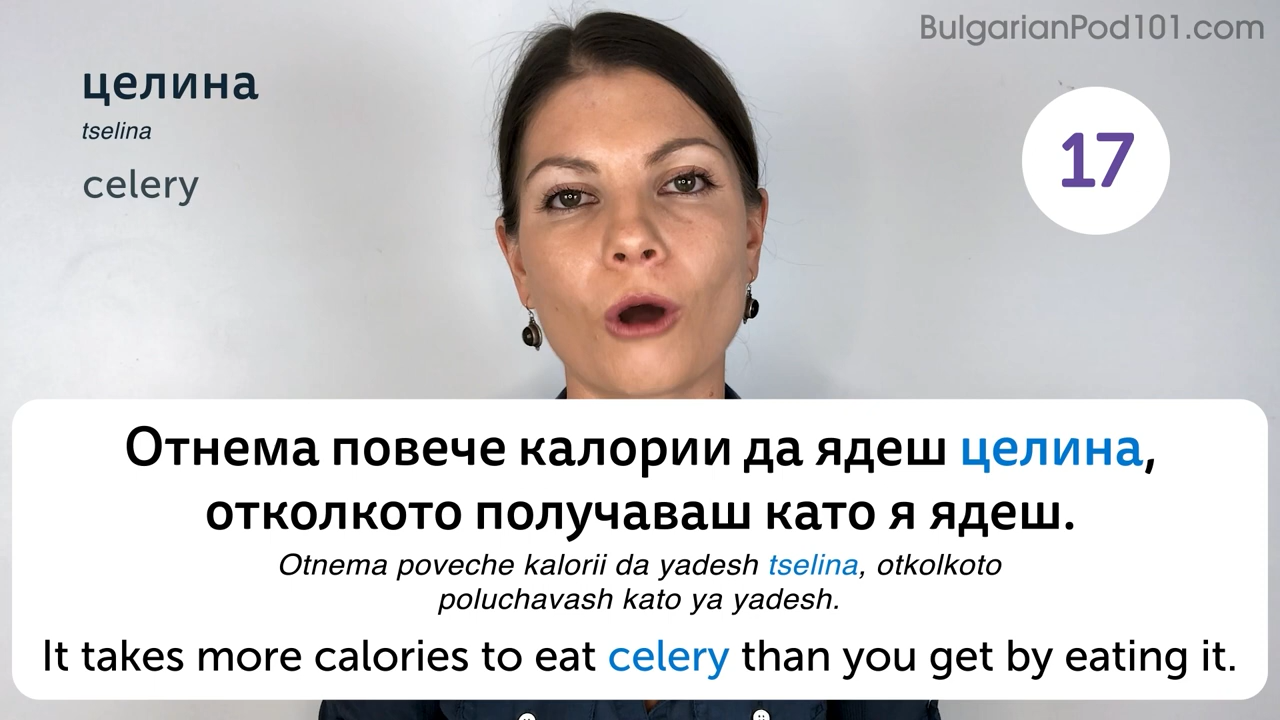 BulgarianPod101.com
целина
tselina
celery
17
Отнема повече калории да ядеш целина,
отколкото получаваш като я ядеш.
Otnema poveche kalorii da yadesh tselina, otkolkoto
poluchavash kato ya yadesh.
It takes more calories to eat celery than you get by eating it.